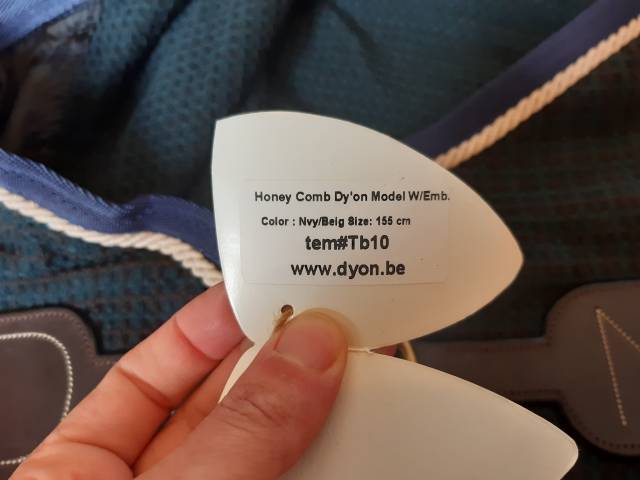 Honey Comb Dy'on Model W/Emb.
Color : Nvy/Beig Size: 155 cm
tem#Tb10
www.dyon.be